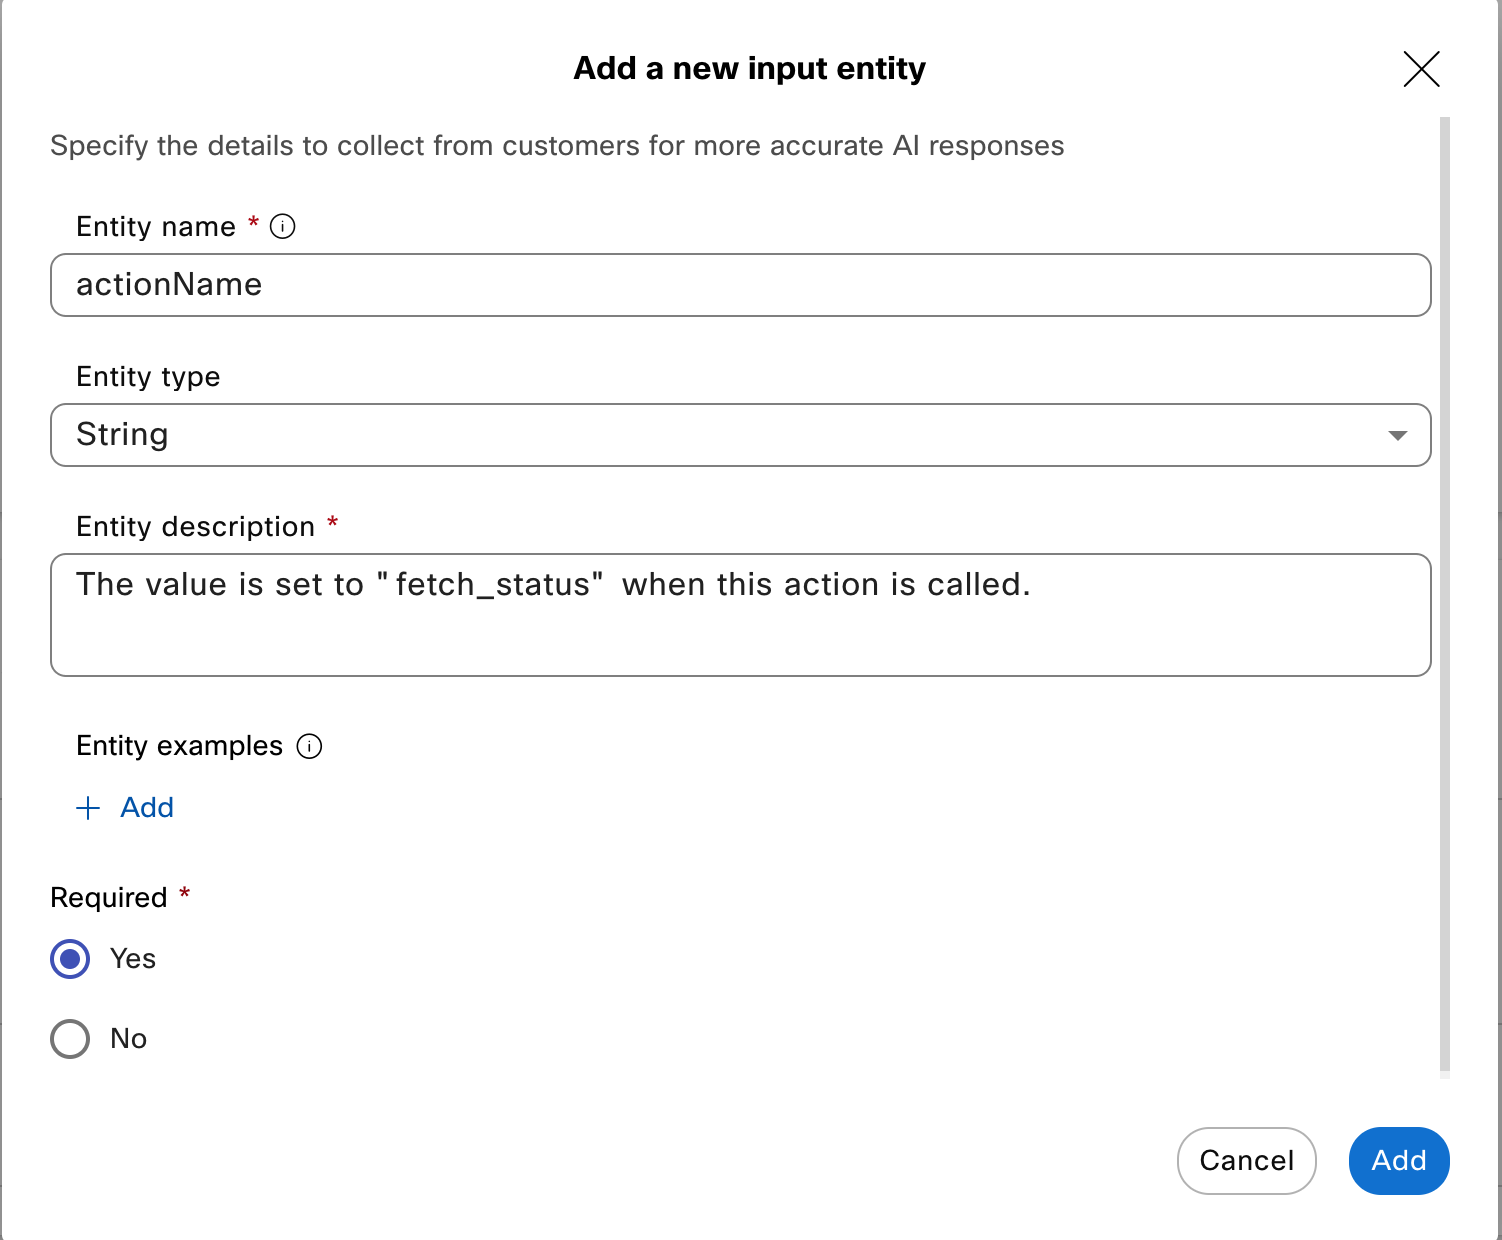 Add a new input entity
Specify the details to collect from customers for more accurate AI responses
Entity name *
actionName
Entity type
String
Entity description *
The value is set to "fetch_status" when this action is called.
Entity examples
+ Add
Required *
Yes
No
Cancel
Add